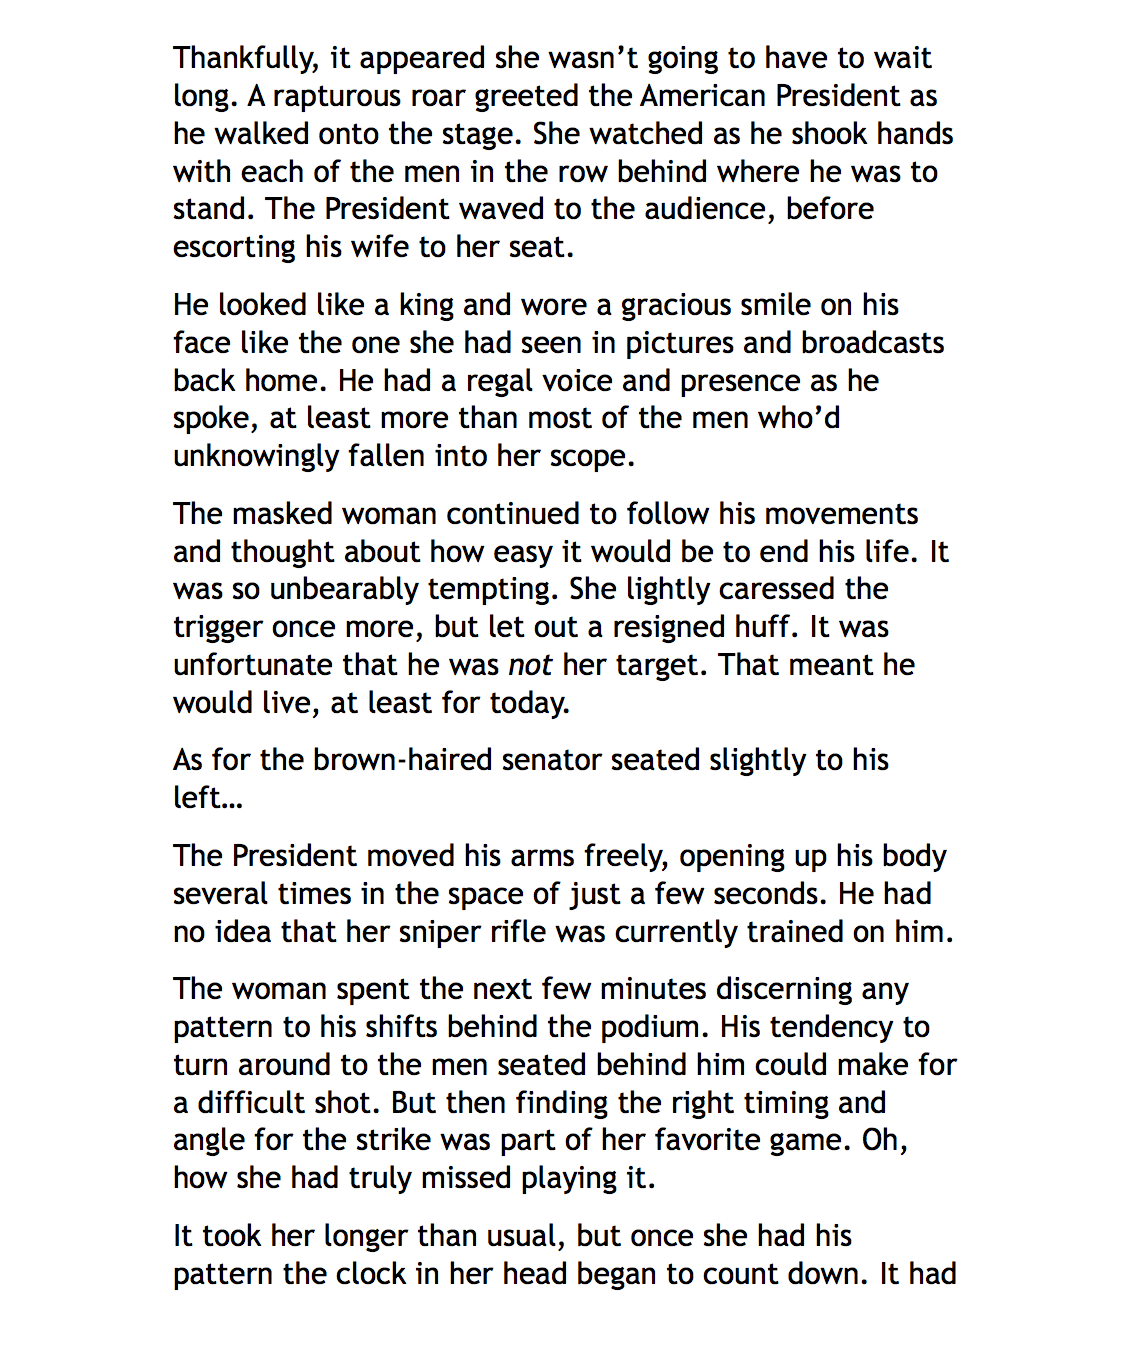 Thankfully, it appeared she wasn’t going to have to wait
long. A rapturous roar greeted the American President as
he walked onto the stage. She watched as he shook hands
with each of the men in the row behind where he was to
stand. The President waved to the audience, before
escorting his wife to her seat.
He looked like a king and wore a gracious smile on his
face like the one she had seen in pictures and broadcasts
back home. He had a regal voice and presence as he
spoke, at least more than most of the men who’d
unknowingly fallen into her scope.
The masked woman continued to follow his movements
and thought about how easy it would be to end his life. It
was so unbearably tempting. She lightly caressed the
trigger once more, but let out a resigned huff. It was
unfortunate that he was not her target. That meant he
would live, at least for today.
As for the brown-haired senator seated slightly to his
left…
The President moved his arms freely, opening up his body
several times in the space of just a few seconds. He had
no idea that her sniper rifle was currently trained on him.
The woman spent the next few minutes discerning any
pattern to his shifts behind the podium. His tendency to
turn around to the men seated behind him could make for
a difficult shot. But then finding the right timing and
angle for the strike was part of her favorite game. Oh,
how she had truly missed playing it.
It took her longer than usual, but once she had his
pattern the clock in her head began to count down. It had